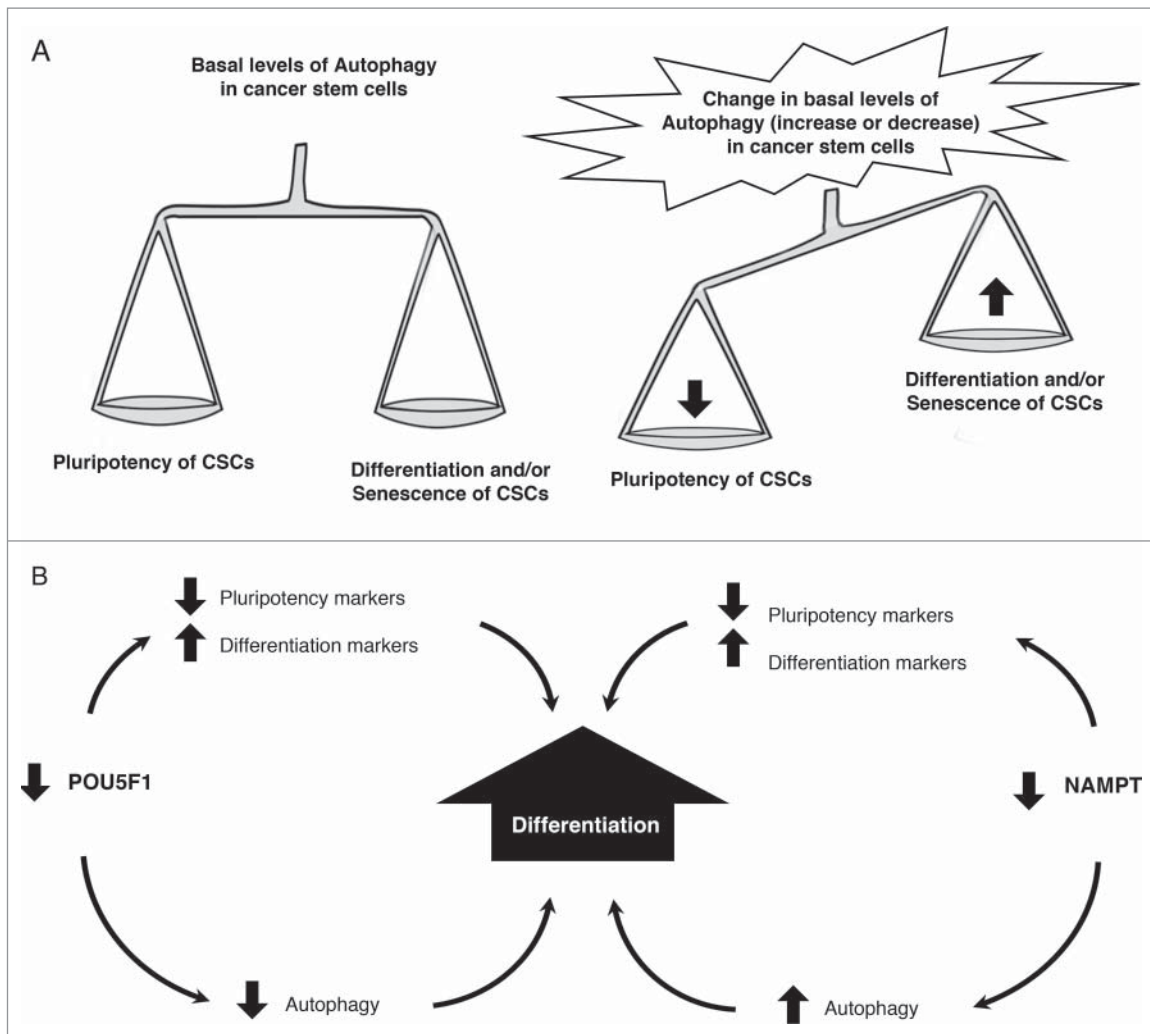 A
Basal levels of Autophagy
in cancer stem cells
Change in basal levels of
Autophagy (increase or decrease)
in cancer stem cells
Pluripotency of CSCs
Differentiation and/or
Senescence of CSCs
Pluripotency of CSCs
Differentiation and/or
Senescence of CSCs
B
Pluripotency markers
Differentiation markers
Pluripotency markers
Differentiation markers
POU5F1
Differentiation
NAMPT
Autophagy
Autophagy